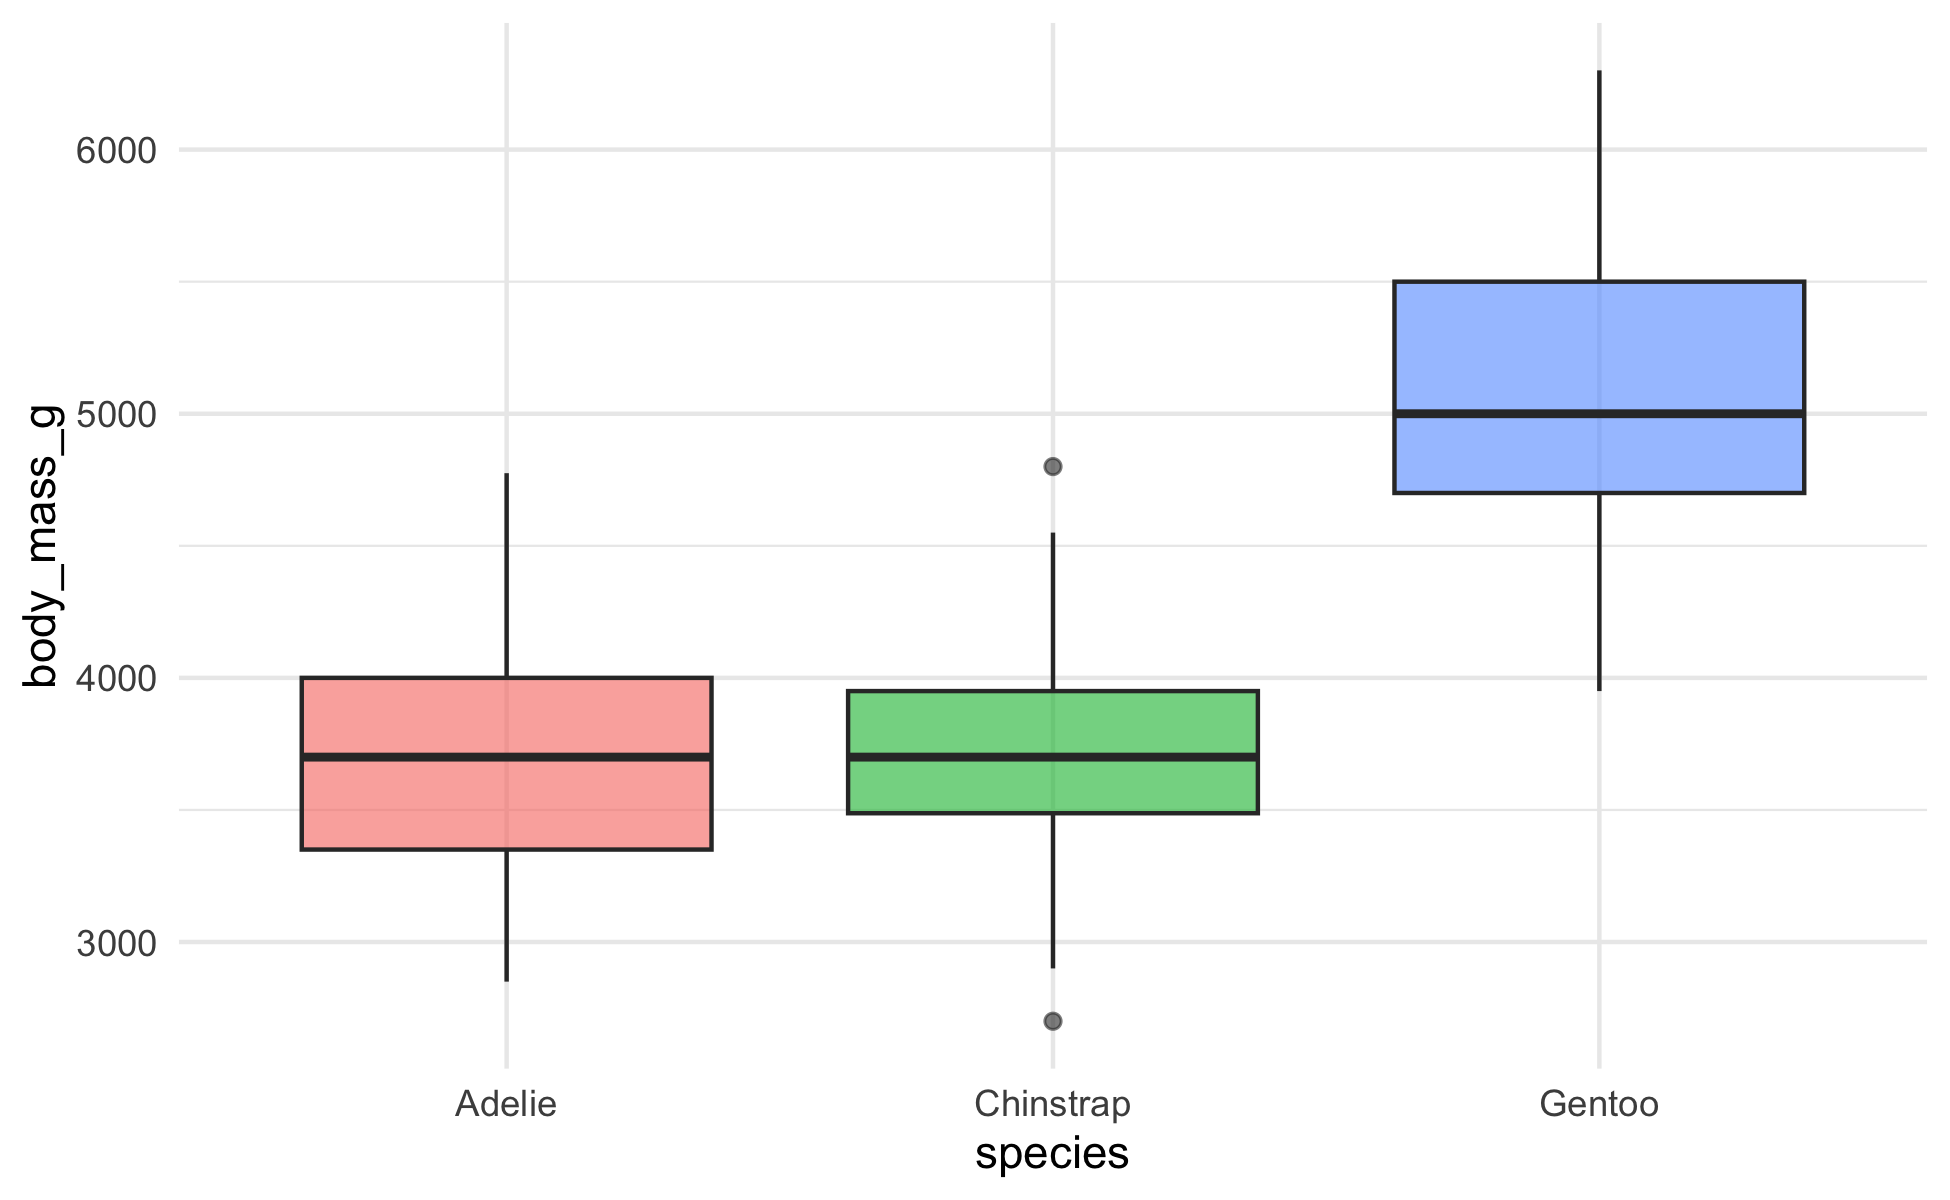 body_mass_g
6000
5000
4000
3000
Adelie Chinstrap Gentoo
species